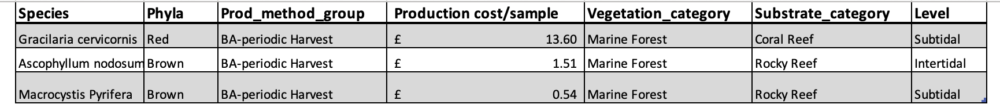 Species Phyla Prod_method_group Production cost/sample Vegetation_category Substrate_category Level
Gracilaria cervicornis Red BA-periodic Harvest £ 13.60 Marine Forest Coral Reef Subtidal
Ascophyllum nodosum Brown BA-periodic Harvest £ 1.51 Marine Forest Rocky Reef Intertidal
Macrocystis Pyrifera Brown BA-periodic Harvest £ 0.54 Marine Forest Rocky Reef Subtidal